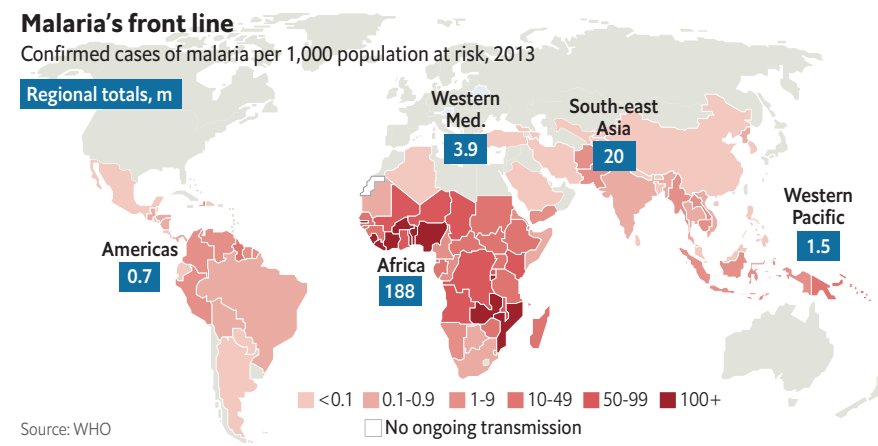 Malaria's front line
Confirmed cases of malaria per 1,000 population at risk, 2013
Regional totals, m
Western
Med.
3.9
South-east
Asia
20
Western
Pacific
1.5
Americas
0.7
Africa
188
<0.1 0.1-0.9 1-9 10-49 50-99 100+
No ongoing transmission
Source: WHO